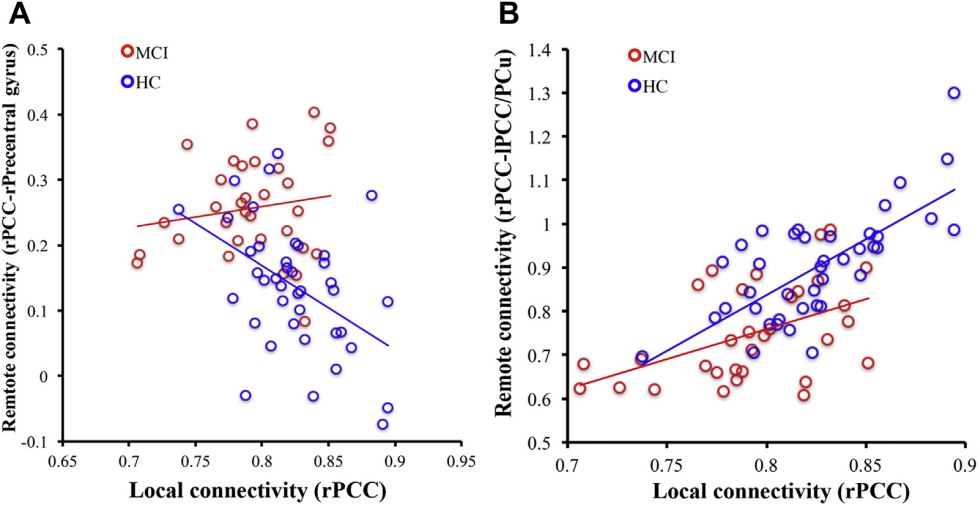 A
Remote connectivity (rPCC-rPrecentral gyrus)
0.5
0.4
0.3
0.2
0.1
0
-0.1
MCI
HC
0.65
0.7
0.75
0.8
0.85
0.9
0.95
Local connectivity (rPCC)
B
Remote connectivity (rPCC-lPCC/PCu)
1.4
1.3
1.2
1.1
1
0.9
0.8
0.7
0.6
0.5
MCI
HC
0.7
0.75
0.8
0.85
0.9
Local connectivity (rPCC)